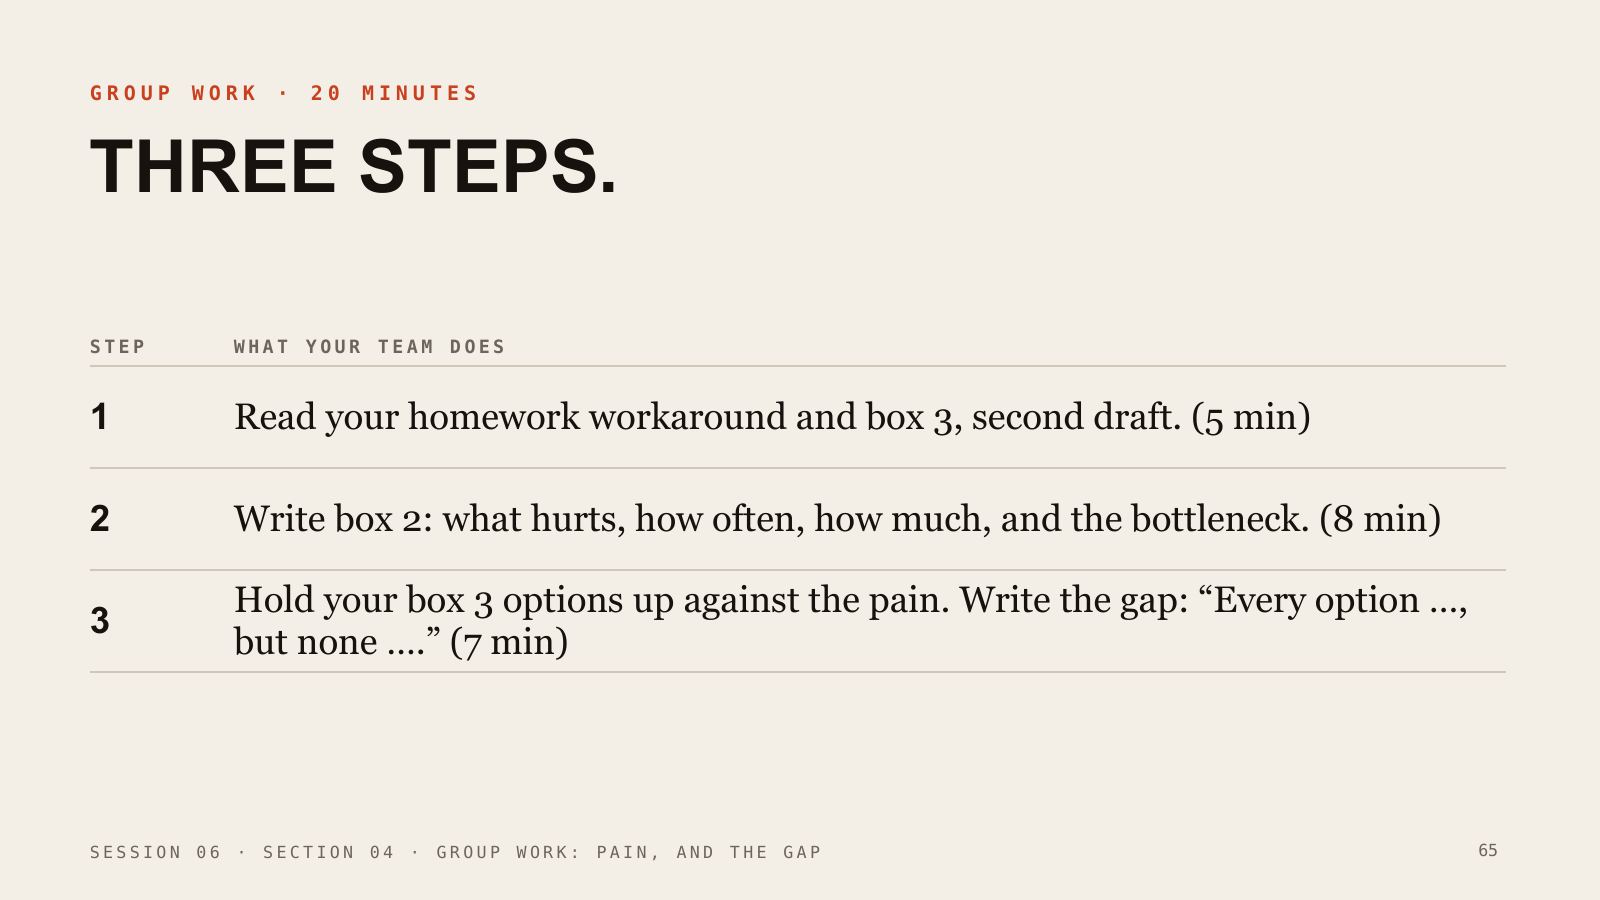 GROUP WORK · 20 MINUTES
THREE STEPS.
STEP WHAT YOUR TEAM DOES
1 Read your homework workaround and box 3, second draft. (5 min)
2 Write box 2: what hurts, how often, how much, and the bottleneck. (8 min)
3 Hold your box 3 options up against the pain. Write the gap: “Every option …,
but none ….” (7 min)
SESSION 06 · SECTION 04 · GROUP WORK: PAIN, AND THE GAP 65